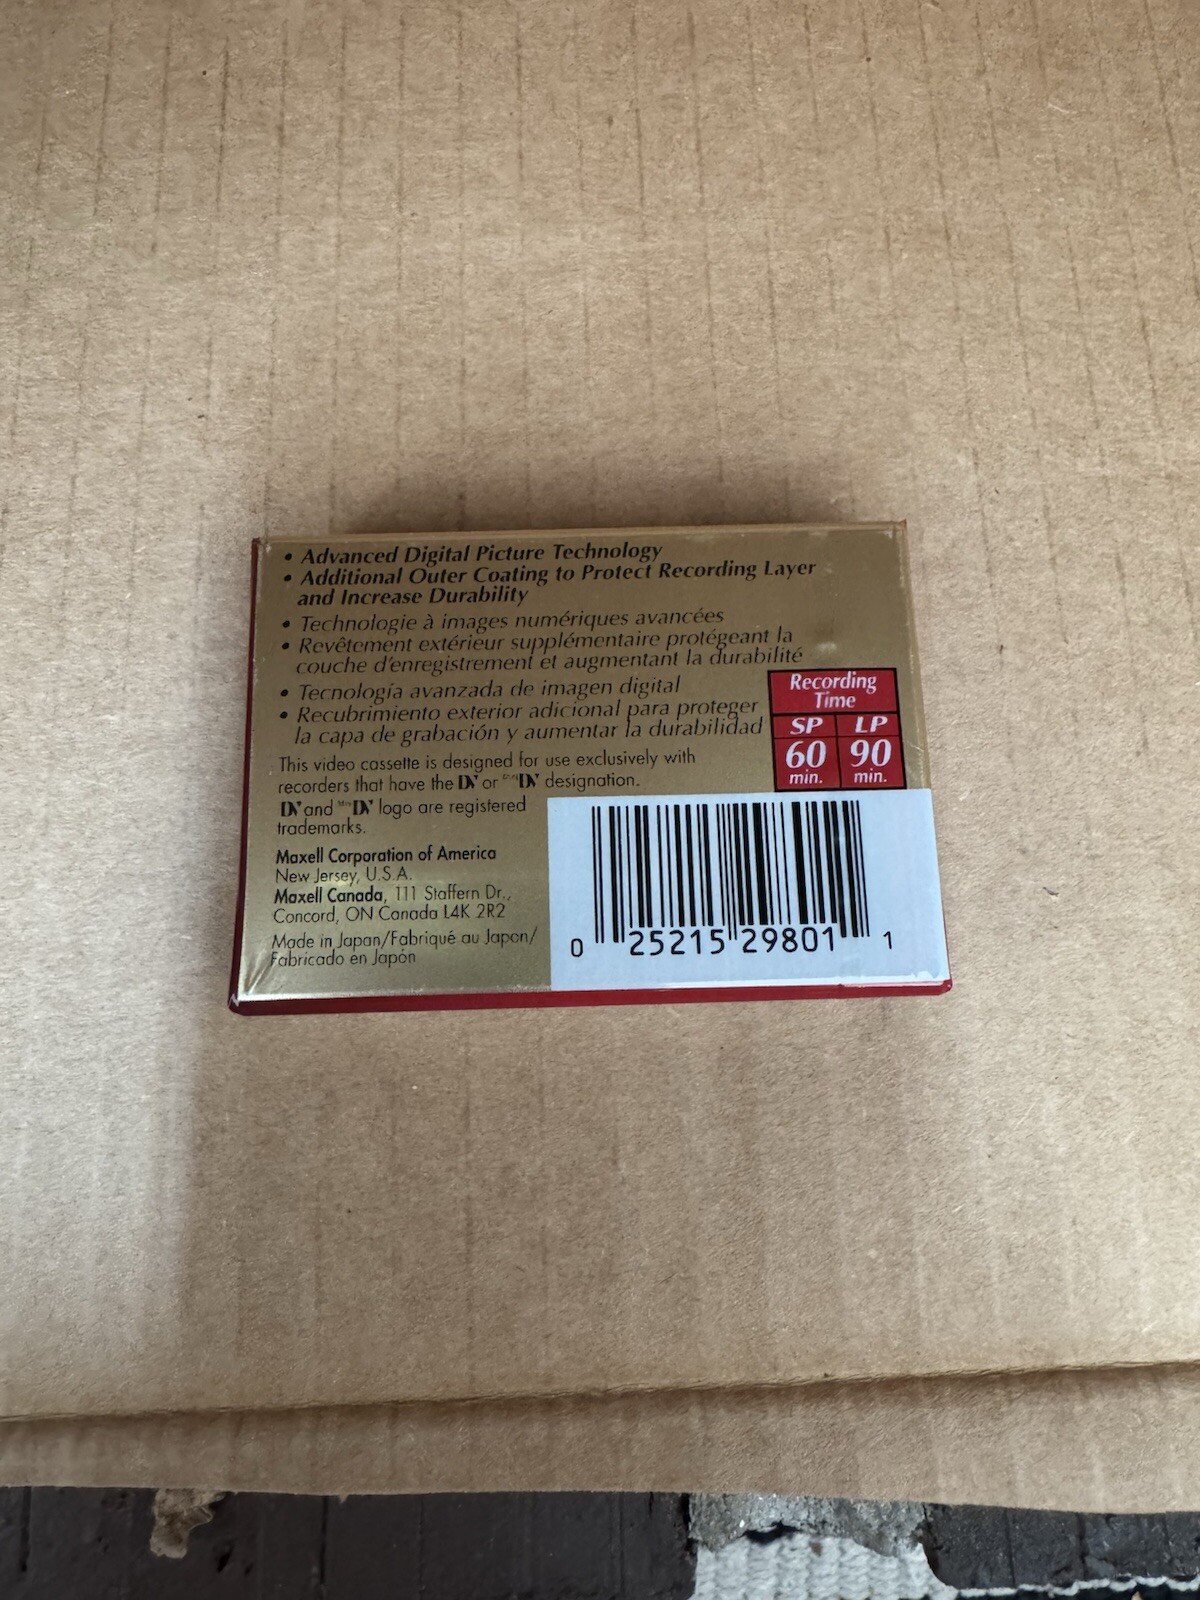 • Advanced Digital Picture Technology
• Additional Outer Coating to Protect Recording Layer
and Increase Durability
• Technologie à images numériques avancées
• Revêtement extérieur supplémentaire protégeant la
couche d'enregistrement et augmentant la durabilité
• Tecnología avanzada de imagen digital
• Recubrimiento exterior adicional para proteger
la capa de grabación y aumentar la durabilidad
Recording
Time
SP LP
60 90
min. min.
This video cassette is designed for use exclusively with
recorders that have the DV or Mini DV designation.
DV and Mini DV logo are registered
trademarks.
Maxell Corporation of America
New Jersey, U.S.A.
Maxell Canada, 111 Staffern Dr.,
Concord, ON Canada L4K 2R2
Made in Japan/Fabriqué au Japon/
Fabricado en Japón
0 25215 29801 1